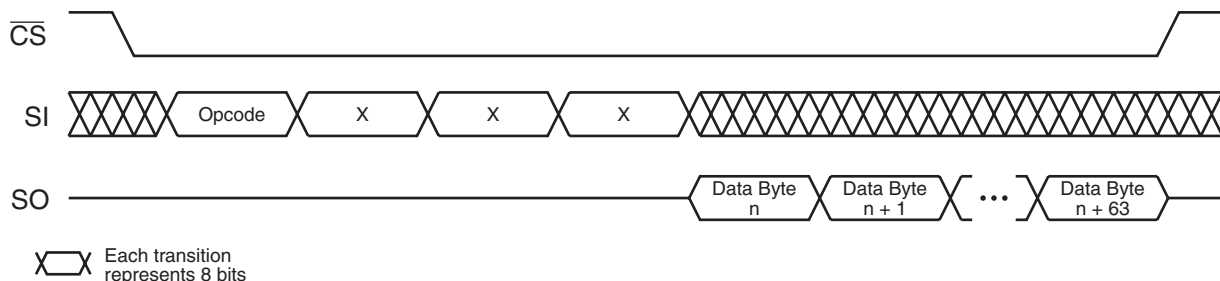 CS
SI
Opcode
X
X
X
SO
Data Byte
n
Data Byte
n + 1
•••
Data Byte
n + 63
Each transition
represents 8 bits